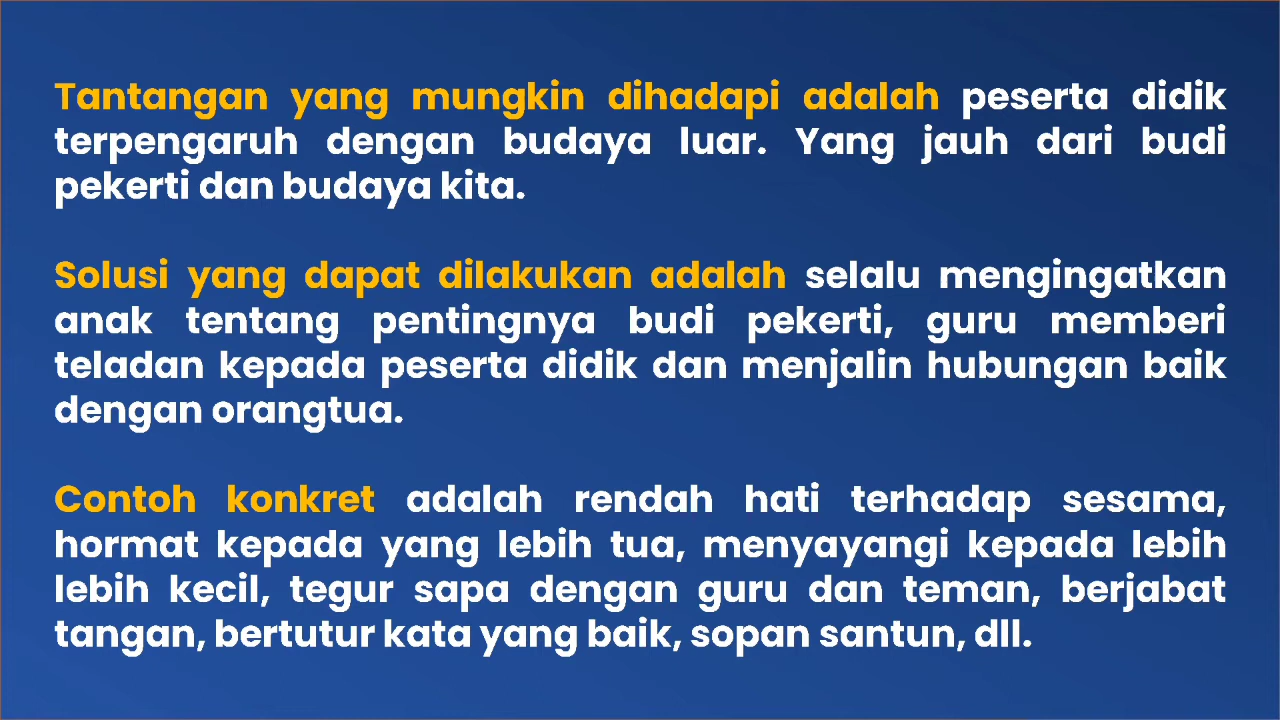 Tantangan yang mungkin dihadapi adalah peserta didik
terpengaruh dengan budaya luar. Yang jauh dari budi
pekerti dan budaya kita.
Solusi yang dapat dilakukan adalah selalu mengingatkan
anak tentang pentingnya budi pekerti, guru memberi
teladan kepada peserta didik dan menjalin hubungan baik
dengan orangtua.
Contoh konkret adalah rendah hati terhadap sesama,
hormat kepada yang lebih tua, menyayangi kepada lebih
lebih kecil, tegur sapa dengan guru dan teman, berjabat
tangan, bertutur kata yang baik, sopan santun, dll.